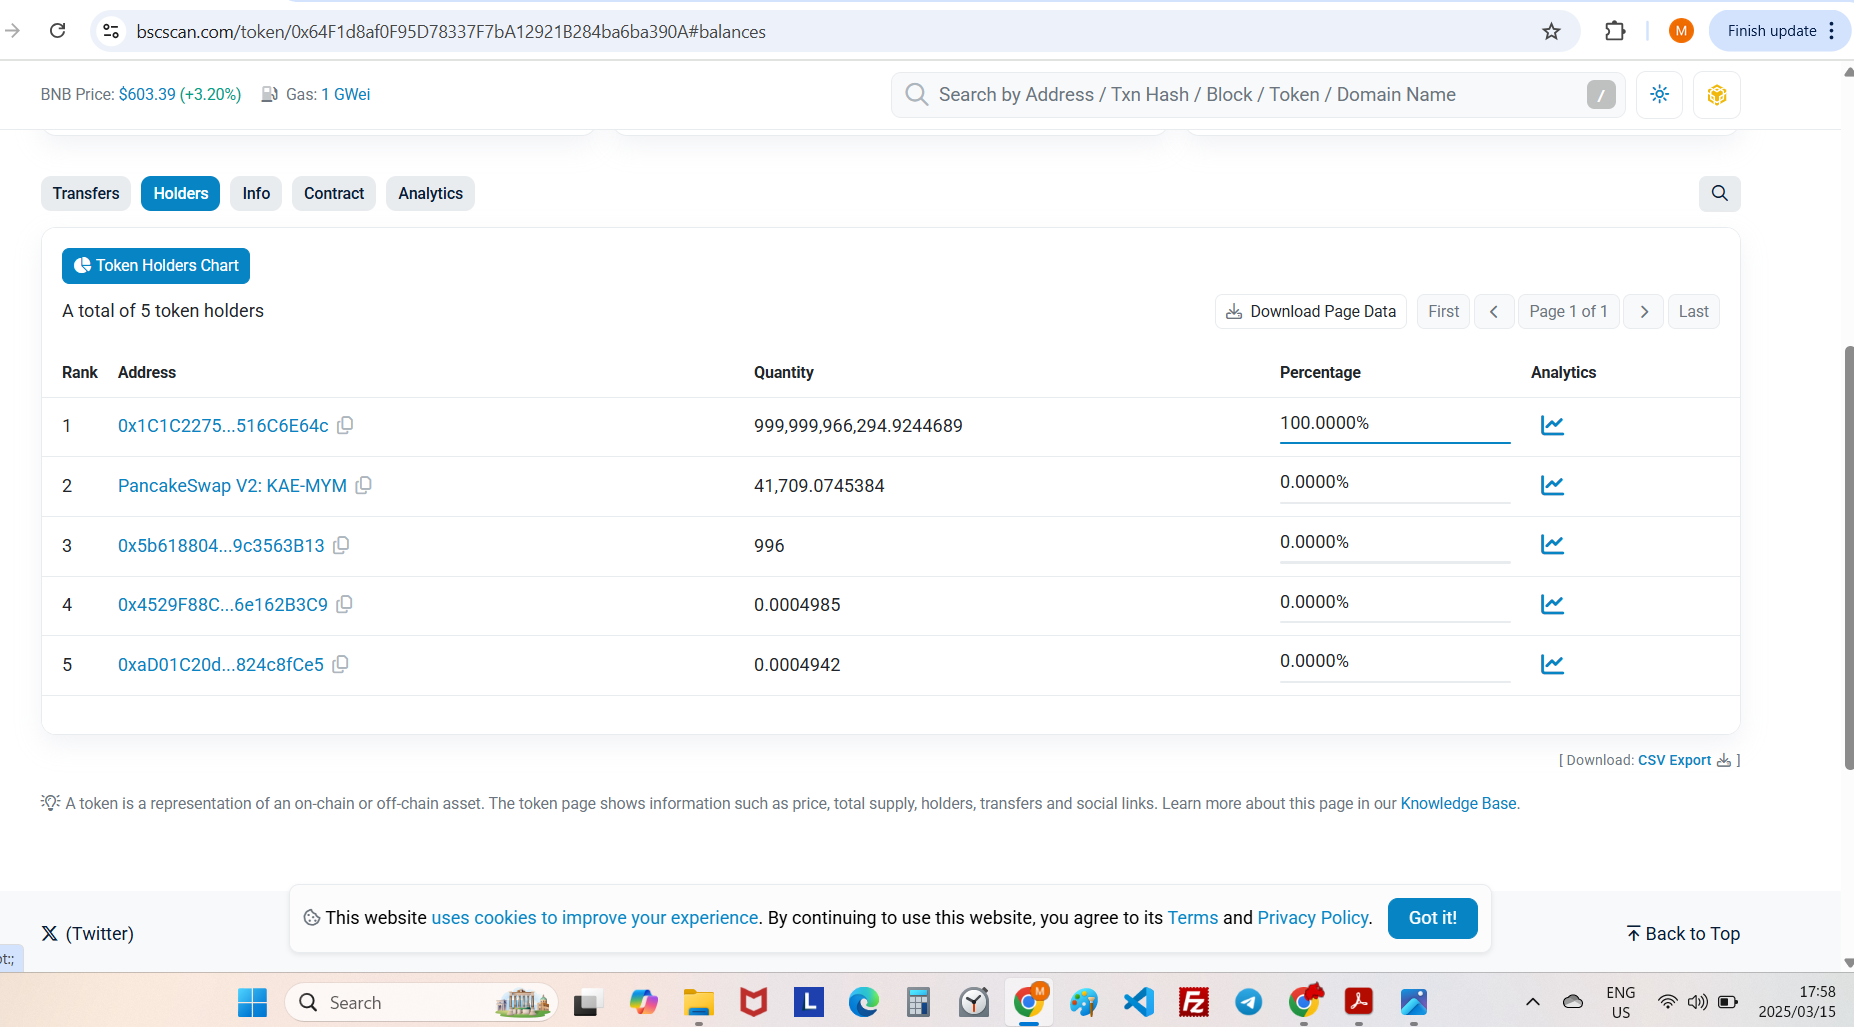 bscscan.com/token/0x64F1d8af0F95D78337F7bA12921B284ba6ba390A#balances
M
Finish update
BNB Price: $603.39 (+3.20%)
Gas: 1 GWei
Search by Address / Txn Hash / Block / Token / Domain Name
/
Transfers
Holders
Info
Contract
Analytics
Token Holders Chart
A total of 5 token holders
Download Page Data
First
Page 1 of 1
Last
Rank Address Quantity Percentage Analytics
1 0x1C1C2275...516C6E64c 999,999,966,294.9244689 100.0000%
2 PancakeSwap V2: KAE-MYM 41,709.0745384 0.0000%
3 0x5b618804...9c3563B13 996 0.0000%
4 0x4529F88C...6e162B3C9 0.0004985 0.0000%
5 0xaD01C20d...824c8fCe5 0.0004942 0.0000%
[ Download: CSV Export ]
A token is a representation of an on-chain or off-chain asset. The token page shows information such as price, total supply, holders, transfers and social links. Learn more about this page in our Knowledge Base.
This website uses cookies to improve your experience. By continuing to use this website, you agree to its Terms and Privacy Policy.
Got it!
X (Twitter)
Back to Top
ot:;
Search
L
M
FZ
ENG
US
17:58
2025/03/15